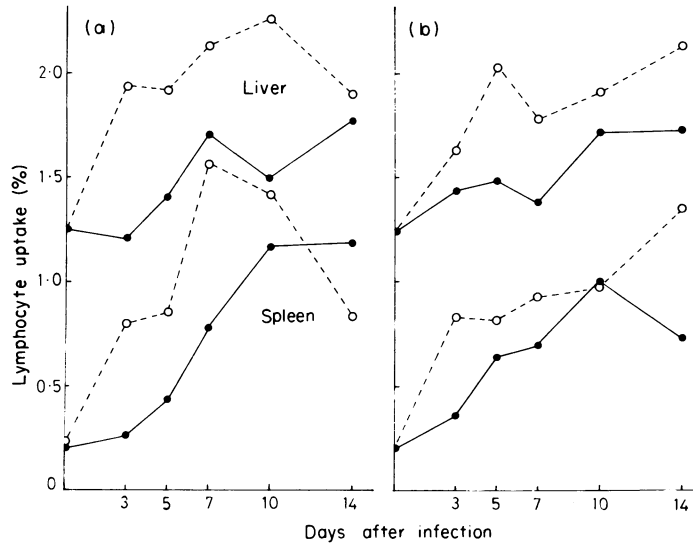 (a)
(b)
Lymphocyte uptake (%)
2·0
1·5
1·0
0·5
0
Liver
Spleen
3 5 7 10 14
3 5 7 10 14
Days after infection